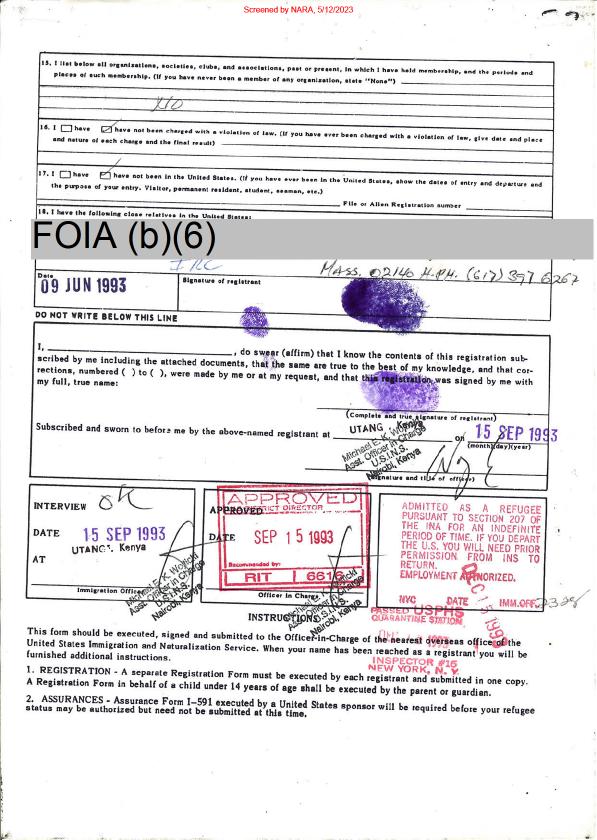 Screened by NARA, 5/12/2023
15. I list below all organizations, societies, clubs, and associations, past or present, in which I have held membership, and the periods and
places of such membership. (If you have never been a member of any organization, state "None")
NO
16. I have have not been charged with a violation of law. (If you have ever been charged with a violation of law, give date and place
and nature of each charge and the final result)
17. I have have not been in the United States. (If you have ever been in the United States, show the dates of entry and departure and
the purpose of your entry. Visitor, permanent resident, student, seaman, etc.)
File or Alien Registration number
18. I have the following close relatives in the United States:
FOIA (b)(6)
IRC MASS. 02140 H.PH. (617) 397 6267
Date
09 JUN 1993
Signature of registrant
DO NOT WRITE BELOW THIS LINE
I, , do swear (affirm) that I know the contents of this registration sub-
scribed by me including the attached documents, that the same are true to the best of my knowledge, and that cor-
rections, numbered ( ) to ( ), were made by me or at my request, and that this registration was signed by me with
my full, true name:
(Complete and true signature of registrant)
Subscribed and sworn to before me by the above-named registrant at UTANG, Kenya on 15 SEP 1993
(month)(day)(year)
Michael E. K.
Asst. Officer in Charge
U.S.I.N.S.
Nairobi, Kenya
(Signature and title of officer)
INTERVIEW OK
DATE 15 SEP 1993
UTANG, Kenya
AT
Immigration Officer
Michael E. K.
Asst. Officer in Charge
U.S.I.N.S.
Nairobi, Kenya
APPROVED
DISTRICT DIRECTOR
APPROVED
DATE SEP 15 1993
Recommended by:
RIT 6616
Officer in Charge
ADMITTED AS A REFUGEE
PURSUANT TO SECTION 207 OF
THE INA FOR AN INDEFINITE
PERIOD OF TIME. IF YOU DEPART
THE U.S. YOU WILL NEED PRIOR
PERMISSION FROM INS TO
RETURN.
EMPLOYMENT AUTHORIZED.
DEC 15 1993
NYC DATE IMM.OFF.
PASSED USPHS
QUARANTINE STATION
INSPECTOR #16
NEW YORK, N.Y.
INSTRUCTIONS
This form should be executed, signed and submitted to the Officer-in-Charge of the nearest overseas office of the
United States Immigration and Naturalization Service. When your name has been reached as a registrant you will be
furnished additional instructions.
1. REGISTRATION - A separate Registration Form must be executed by each registrant and submitted in one copy.
A Registration Form in behalf of a child under 14 years of age shall be executed by the parent or guardian.
2. ASSURANCES - Assurance Form I-591 executed by a United States sponsor will be required before your refugee
status may be authorized but need not be submitted at this time.